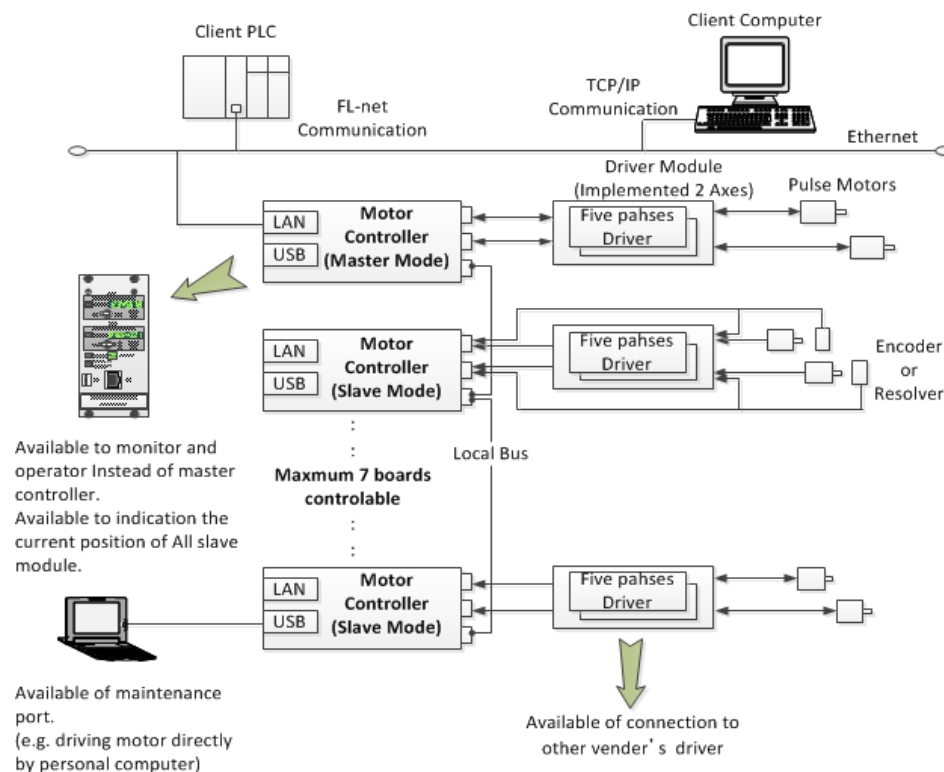 Client PLC
Client Computer
FL-net
Communication
TCP/IP
Communication
Ethernet
Driver Module
(Implemented 2 Axes)
Pulse Motors
LAN
USB
Motor
Controller
(Master Mode)
Five pahses
Driver
LAN
USB
Motor
Controller
(Slave Mode)
Five pahses
Driver
Encoder
or
Resolver
Available to monitor and
operator Instead of master
controller.
Available to indication the
current position of All slave
module.
:
:
Maxmum 7 boards
controlable
:
:
Local Bus
LAN
USB
Motor
Controller
(Slave Mode)
Five pahses
Driver
Available of maintenance
port.
(e.g. driving motor directly
by personal computer)
Available of connection to
other vender's driver